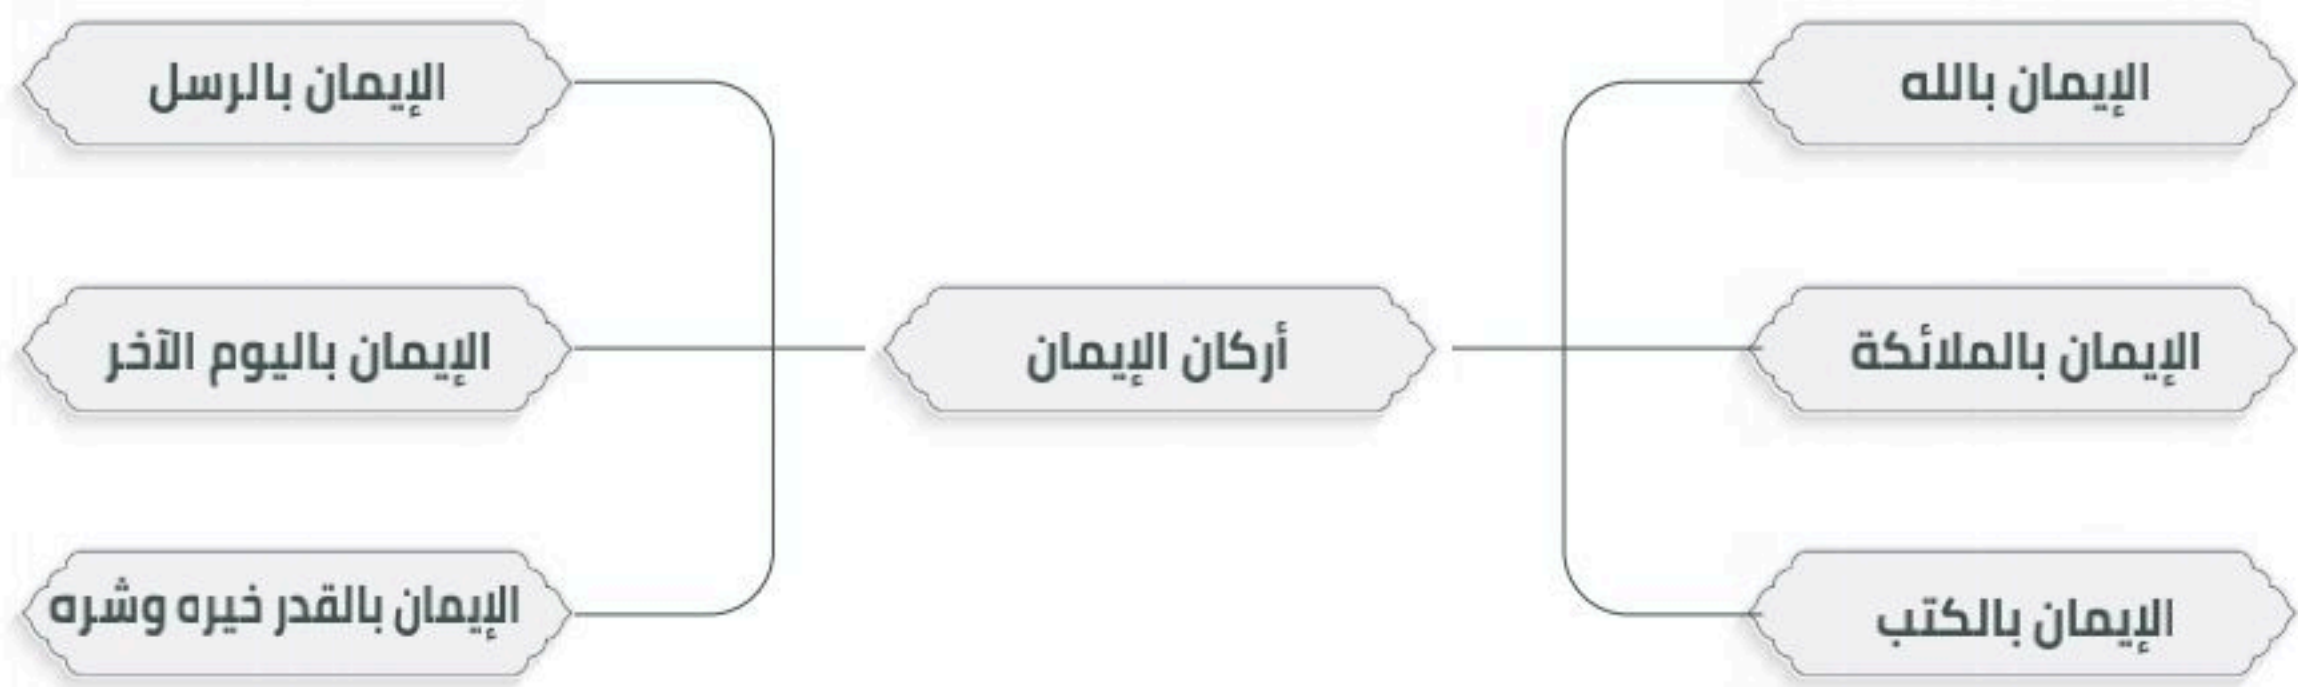 أركان الإيمان
الإيمان بالله
الإيمان بالملائكة
الإيمان بالكتب
الإيمان بالرسل
الإيمان باليوم الآخر
الإيمان بالقدر خيره وشره